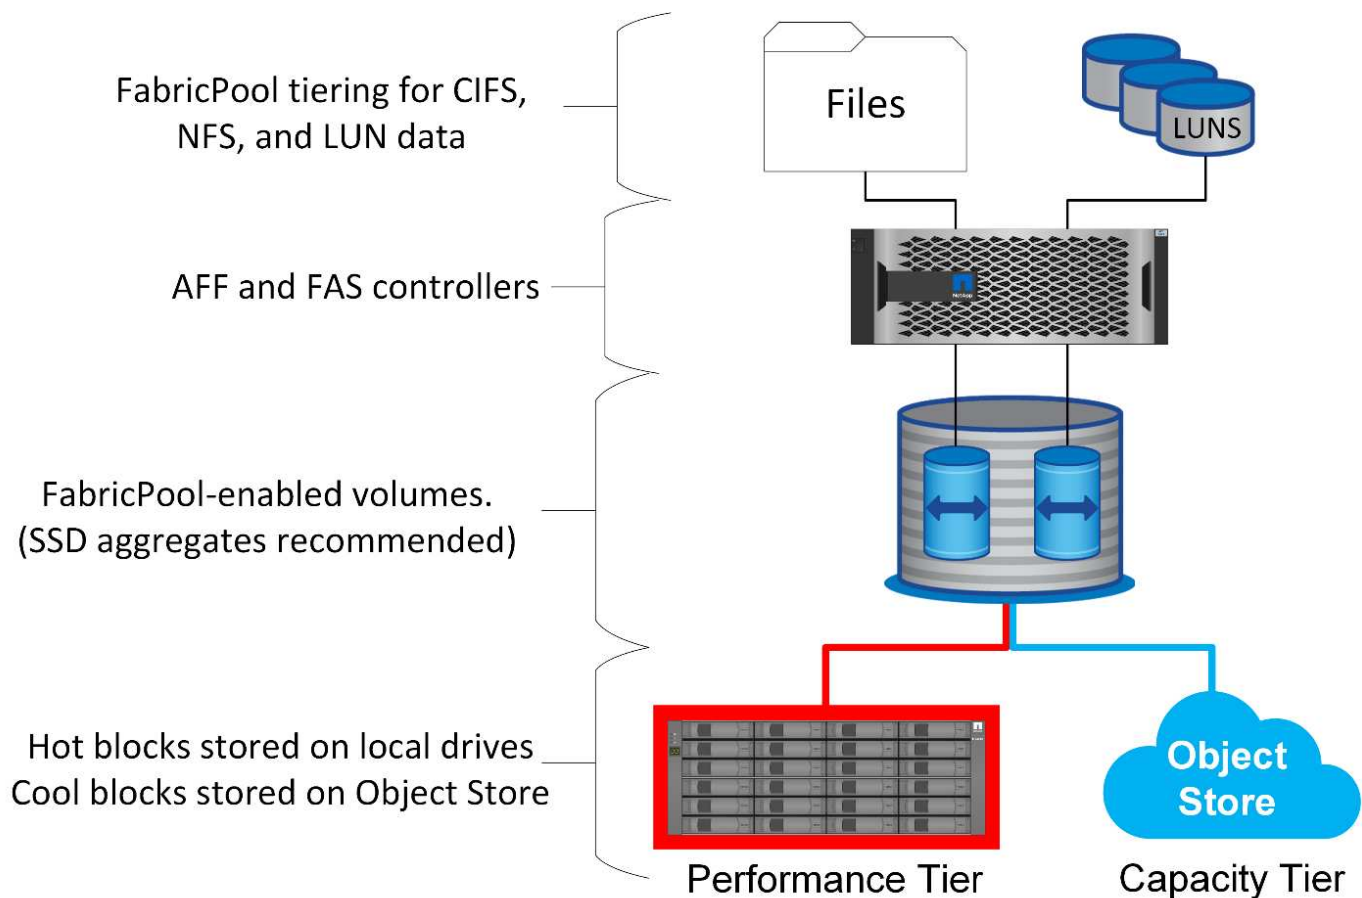 FabricPool tiering for CIFS,
NFS, and LUN data
Files
LUNS
AFF and FAS controllers
NetApp
FabricPool-enabled volumes.
(SSD aggregates recommended)
Hot blocks stored on local drives
Cool blocks stored on Object Store
Object
Store
Performance Tier
Capacity Tier